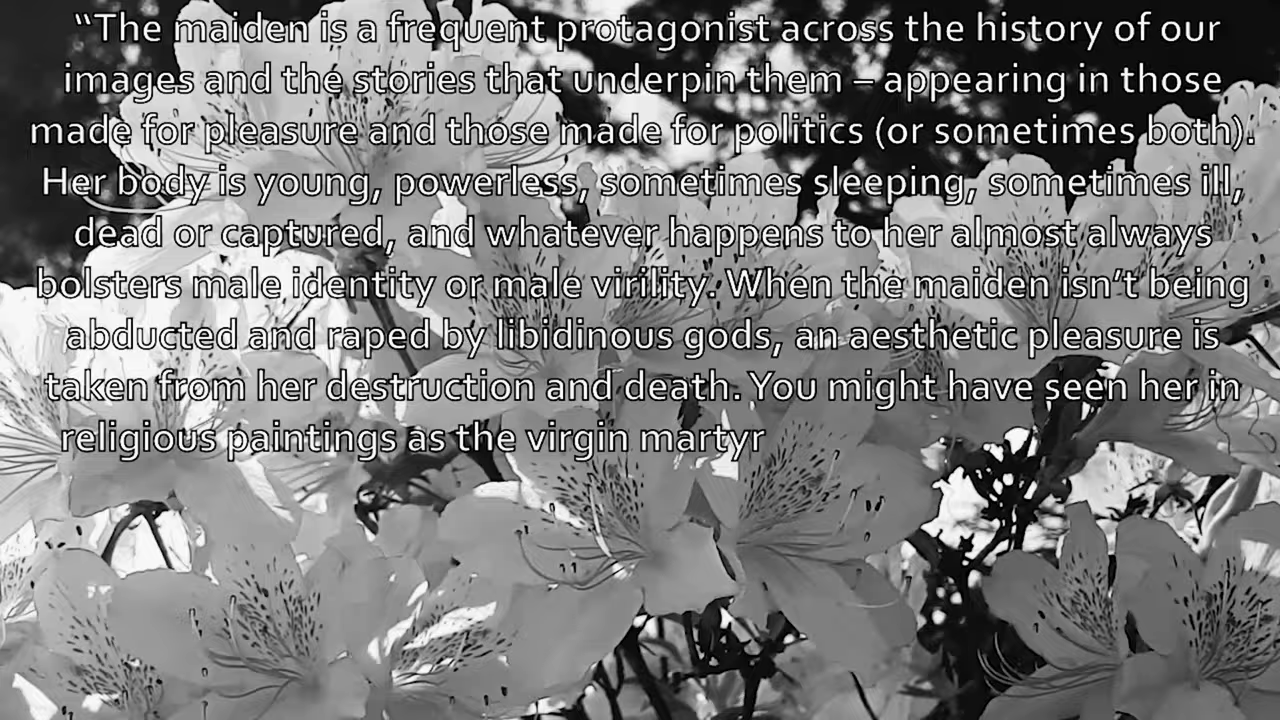 “The maiden is a frequent protagonist across the history of our
images and the stories that underpin them – appearing in those
made for pleasure and those made for politics (or sometimes both).
Her body is young, powerless, sometimes sleeping, sometimes ill,
dead or captured, and whatever happens to her almost always
bolsters male identity or male virility. When the maiden isn’t being
abducted and raped by libidinous gods, an aesthetic pleasure is
taken from her destruction and death. You might have seen her in
religious paintings as the virgin martyr